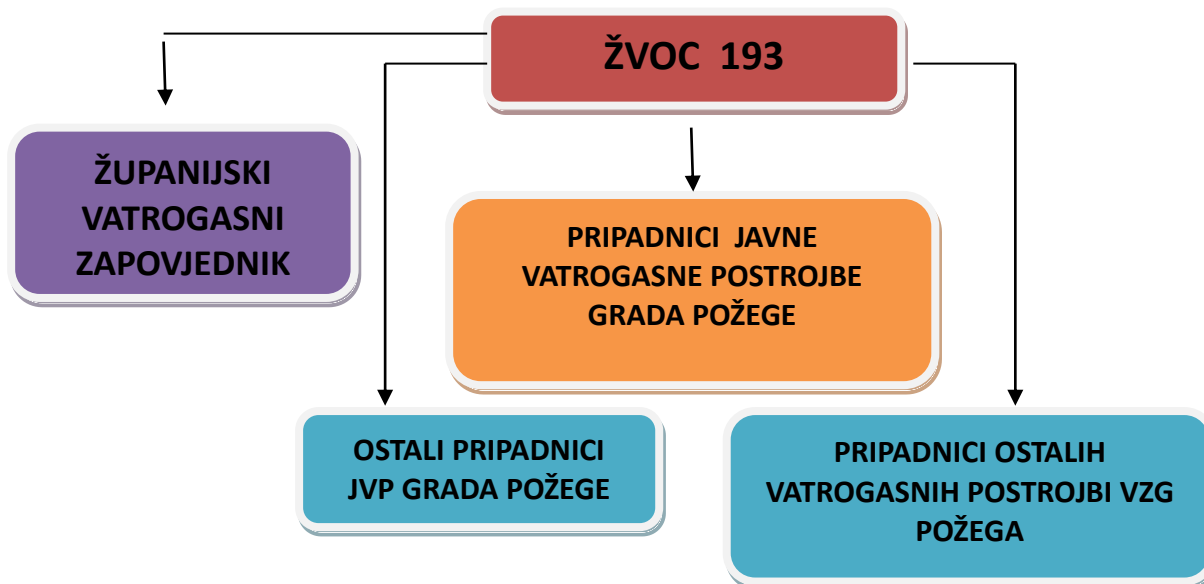 ŽVOC 193
ŽUPANIJSKI
VATROGASNI
ZAPOVJEDNIK
PRIPADNICI JAVNE
VATROGASNE POSTROJBE
GRADA POŽEGE
OSTALI PRIPADNICI
JVP GRADA POŽEGE
PRIPADNICI OSTALIH
VATROGASNIH POSTROJBI VZG
POŽEGA